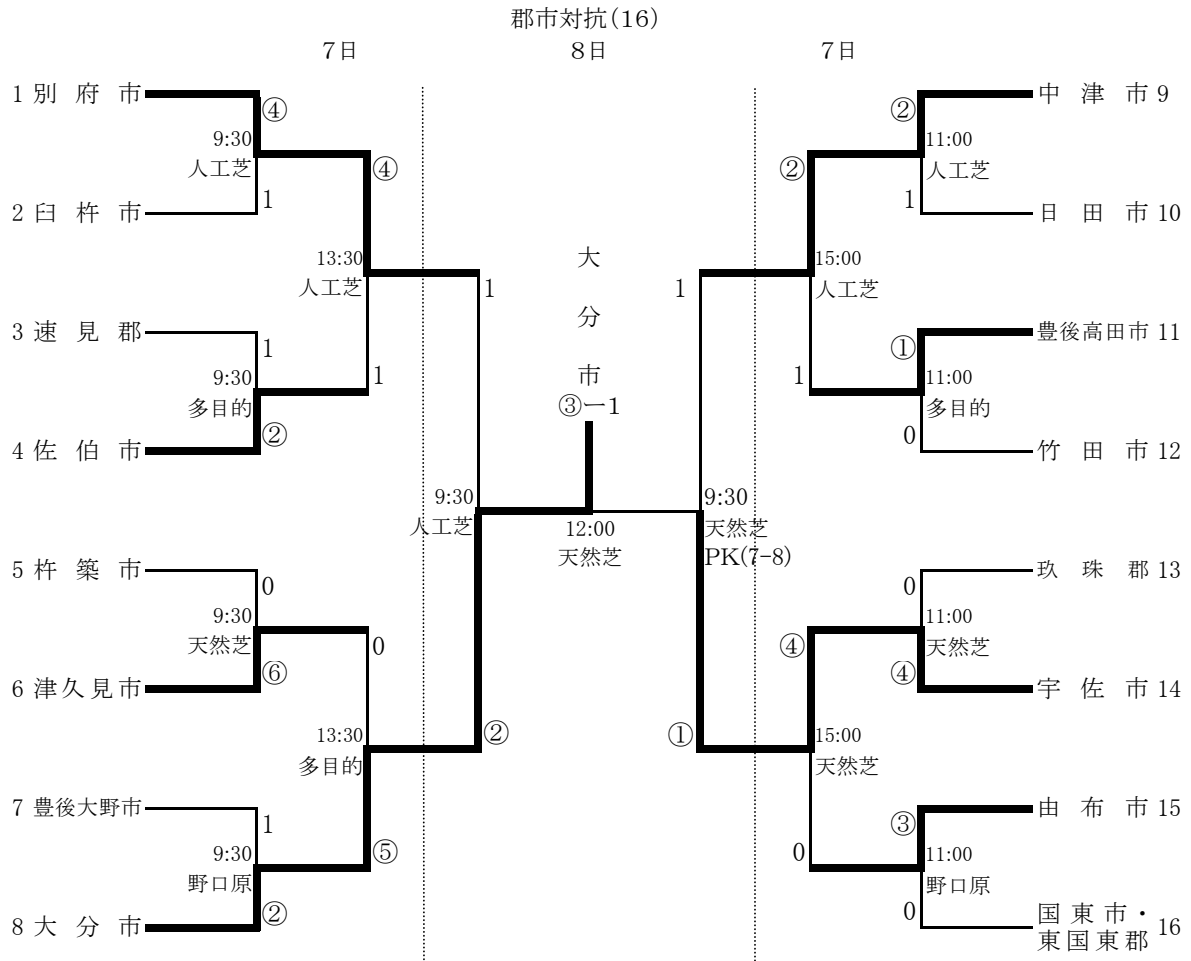 郡市対抗(16)
7日
8日
7日
1 別府市
④
9:30
人工芝
1
2 臼杵市
④
13:30
人工芝
1
3 速見郡
1
9:30
多目的
②
4 佐伯市
1
9:30
人工芝
②
5 杵築市
0
9:30
天然芝
⑥
6 津久見市
0
13:30
多目的
⑤
7 豊後大野市
1
9:30
野口原
②
8 大分市
大分市
③ー1
12:00
天然芝
中津市 9
②
11:00
人工芝
1
日田市 10
②
15:00
人工芝
1
豊後高田市 11
①
11:00
多目的
0
竹田市 12
1
9:30
天然芝
PK(7-8)
①
玖珠郡 13
0
11:00
天然芝
④
宇佐市 14
④
15:00
天然芝
0
由布市 15
③
11:00
野口原
0
国東市・
東国東郡 16